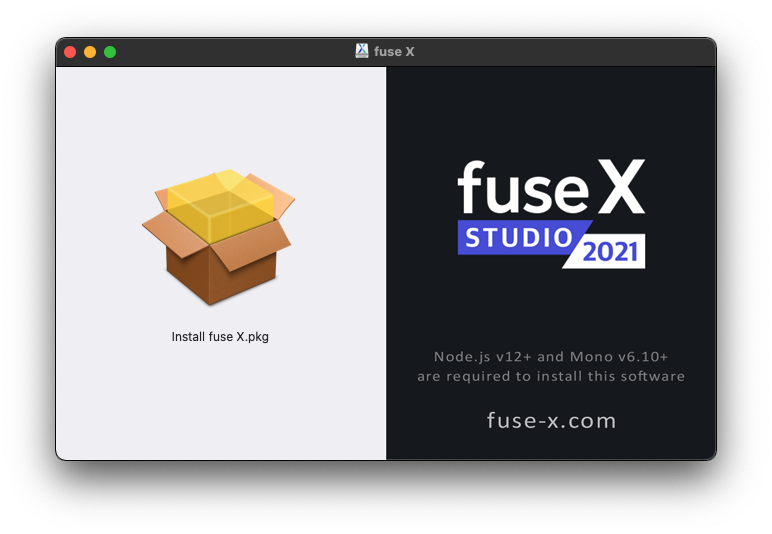 fuse X
Install fuse X.pkg
fuse X
STUDIO
2021
Node.js v12+ and Mono v6.10+
are required to install this software
fuse-x.com